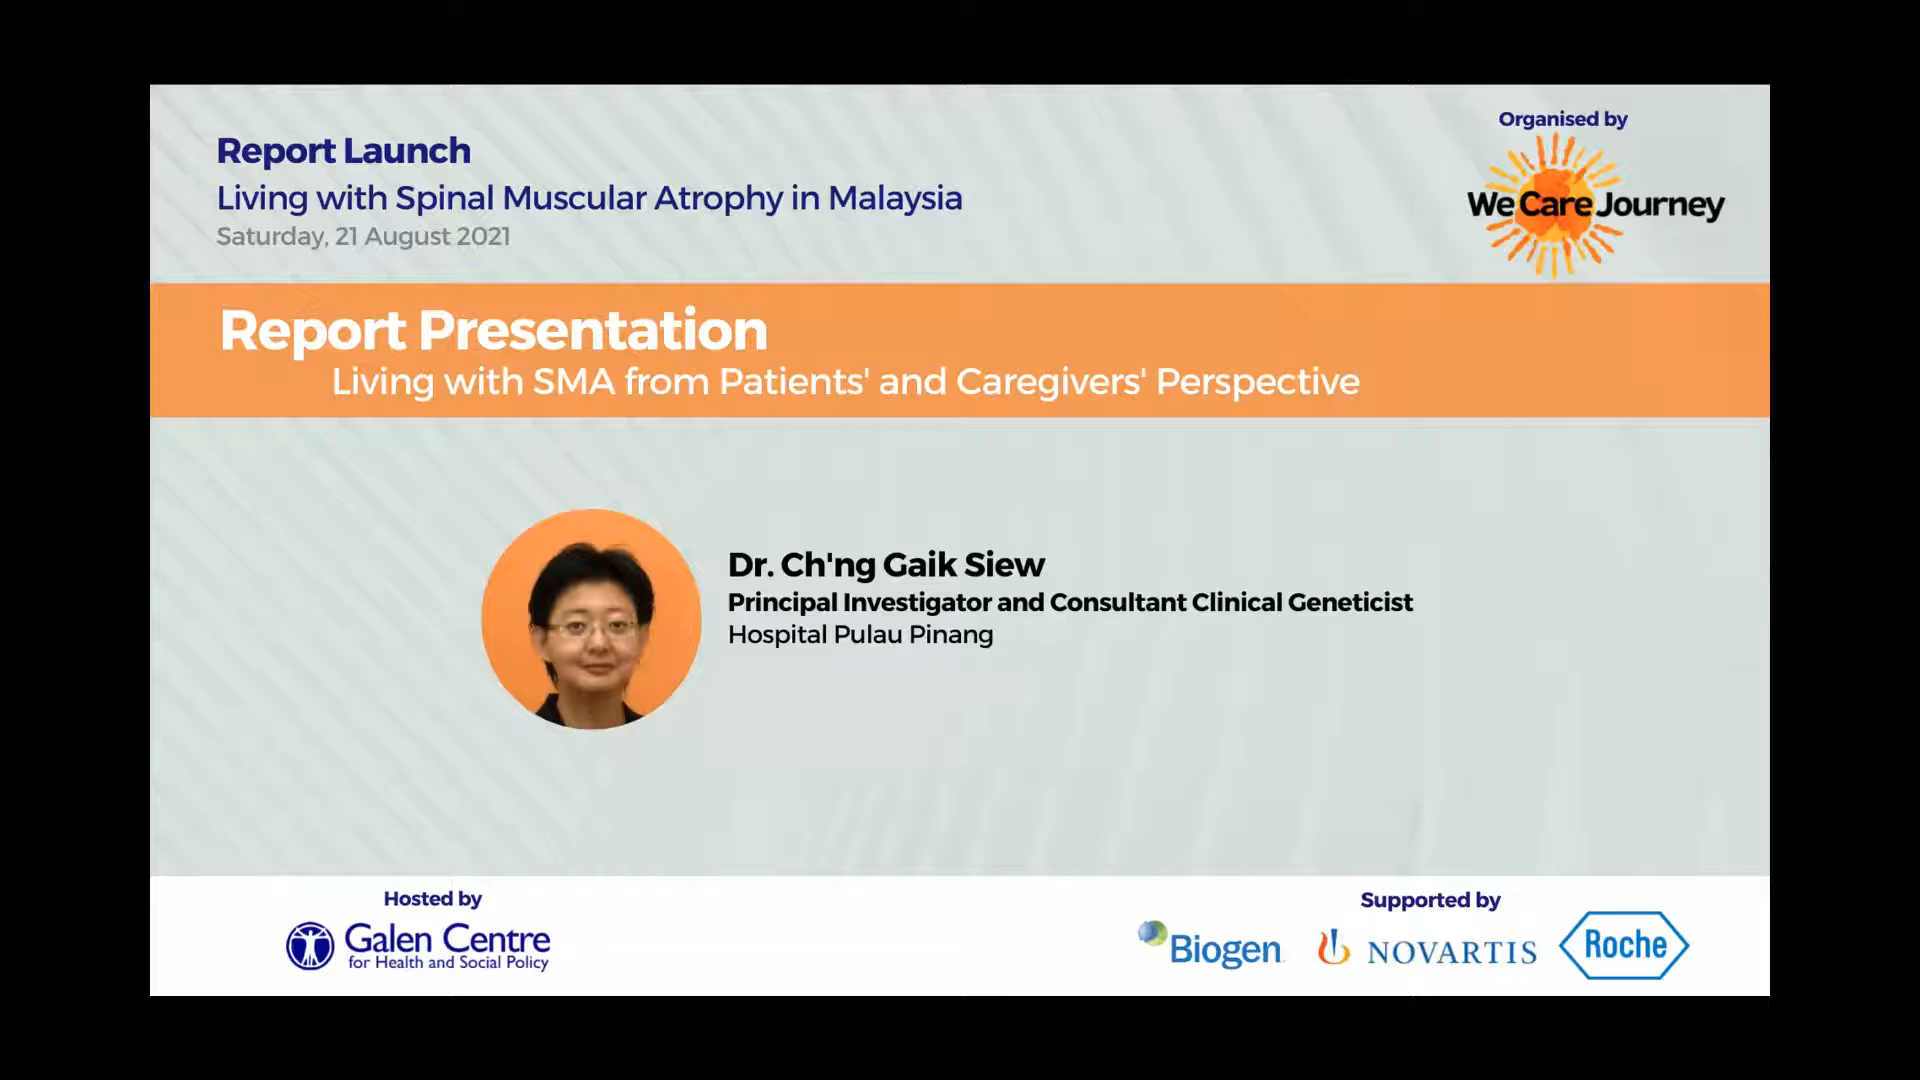 Report Launch
Living with Spinal Muscular Atrophy in Malaysia
Saturday, 21 August 2021
Organised by
We Care Journey
Report Presentation
Living with SMA from Patients' and Caregivers' Perspective
Dr. Ch'ng Gaik Siew
Principal Investigator and Consultant Clinical Geneticist
Hospital Pulau Pinang
Hosted by
Galen Centre
for Health and Social Policy
Supported by
Biogen
NOVARTIS
Roche